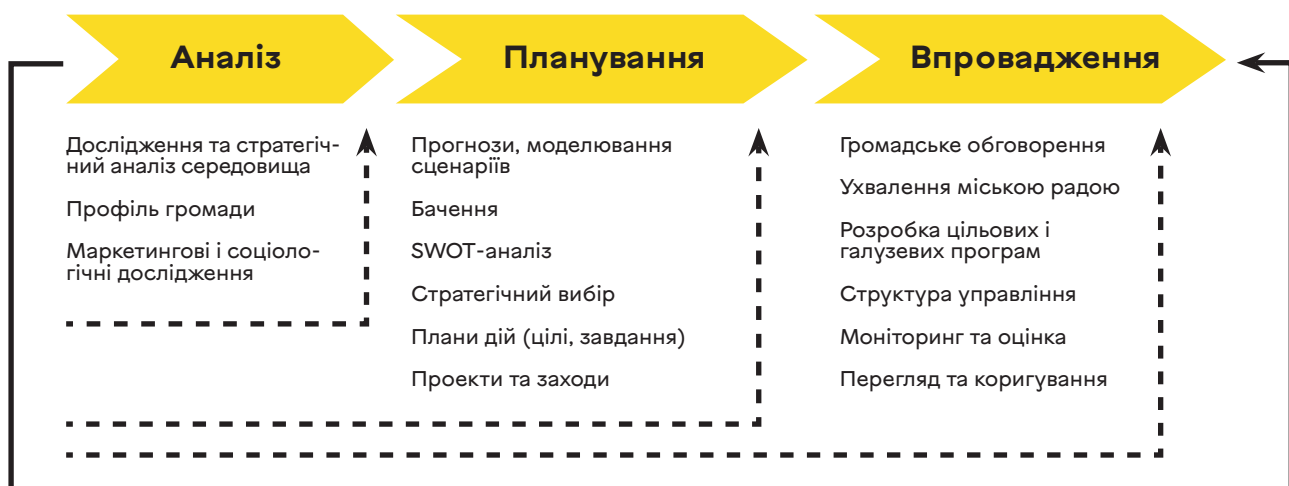 Аналіз
Планування
Впровадження
Дослідження та стратегіч-
ний аналіз середовища
Профіль громади
Маркетингові і соціоло-
гічні дослідження
Прогнози, моделювання
сценаріїв
Бачення
SWOT-аналіз
Стратегічний вибір
Плани дій (цілі, завдання)
Проекти та заходи
Громадське обговорення
Ухвалення міською радою
Розробка цільових і
галузевих програм
Структура управління
Моніторинг та оцінка
Перегляд та коригування